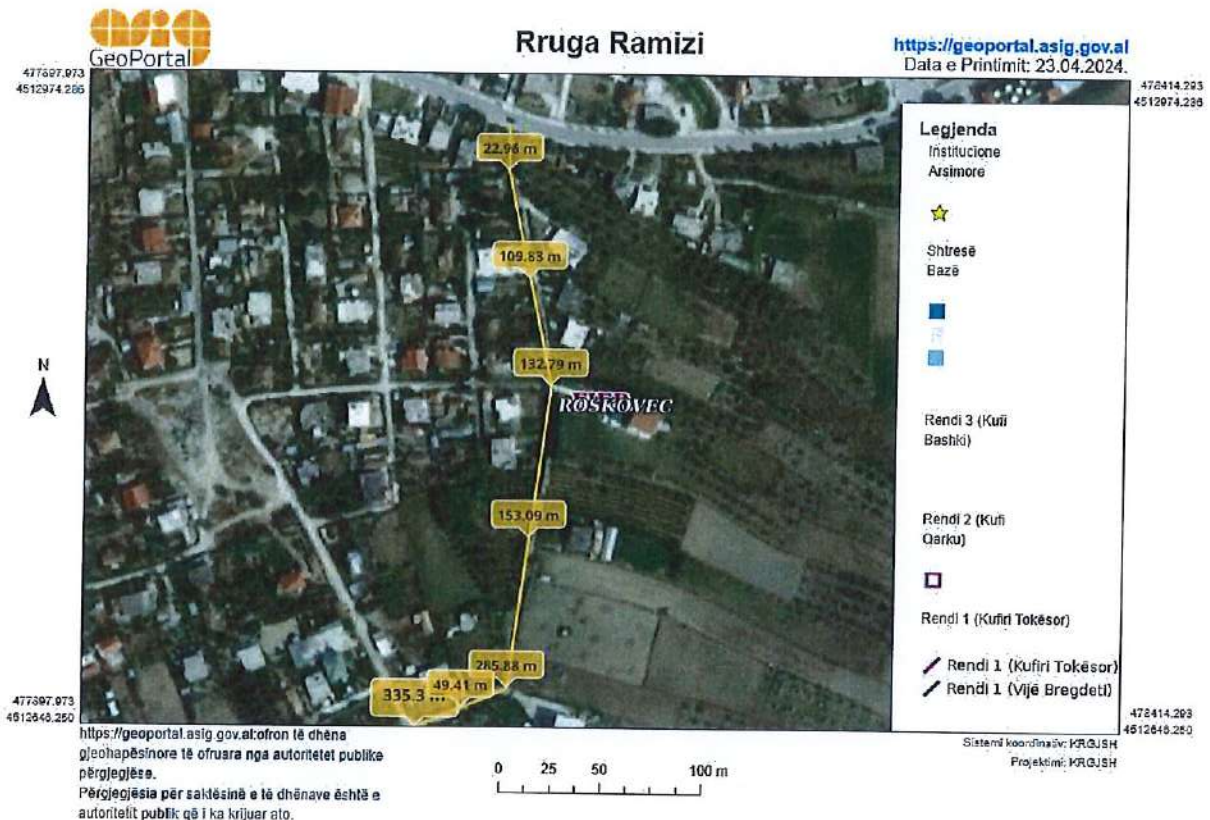 asig
GeoPortal
Rruga Ramizi
https://geoportal.asig.gov.al
Data e Printimit: 23.04.2024.
477897.973
4512974.286
478414.293
4512974.286
22.96 m
109.83 m
132.79 m
ROSKOVEC
153.09 m
285.88 m
49.41 m
335.3 ...
N
Legjenda
Institucione
Arsimore
Shtresë
Bazë
Rendi 3 (Kufi
Bashki)
Rendi 2 (Kufi
Qarku)
Rendi 1 (Kufiri Tokësor)
Rendi 1 (Kufiri Tokësor)
Rendi 1 (Vijë Bregdeti)
477897.973
4512646.250
478414.293
4512646.250
https://geoportal.asig.gov.al:ofron të dhëna
gjeohapësinore të ofruara nga autoritetet publike
përgjegjëse.
Përgjegjësia për saktësinë e të dhënave është e
autoritetit publik që i ka krijuar ato.
0 25 50 100 m
Sistemi koordinativ: KRGJSH
Projektimi: KRGJSH